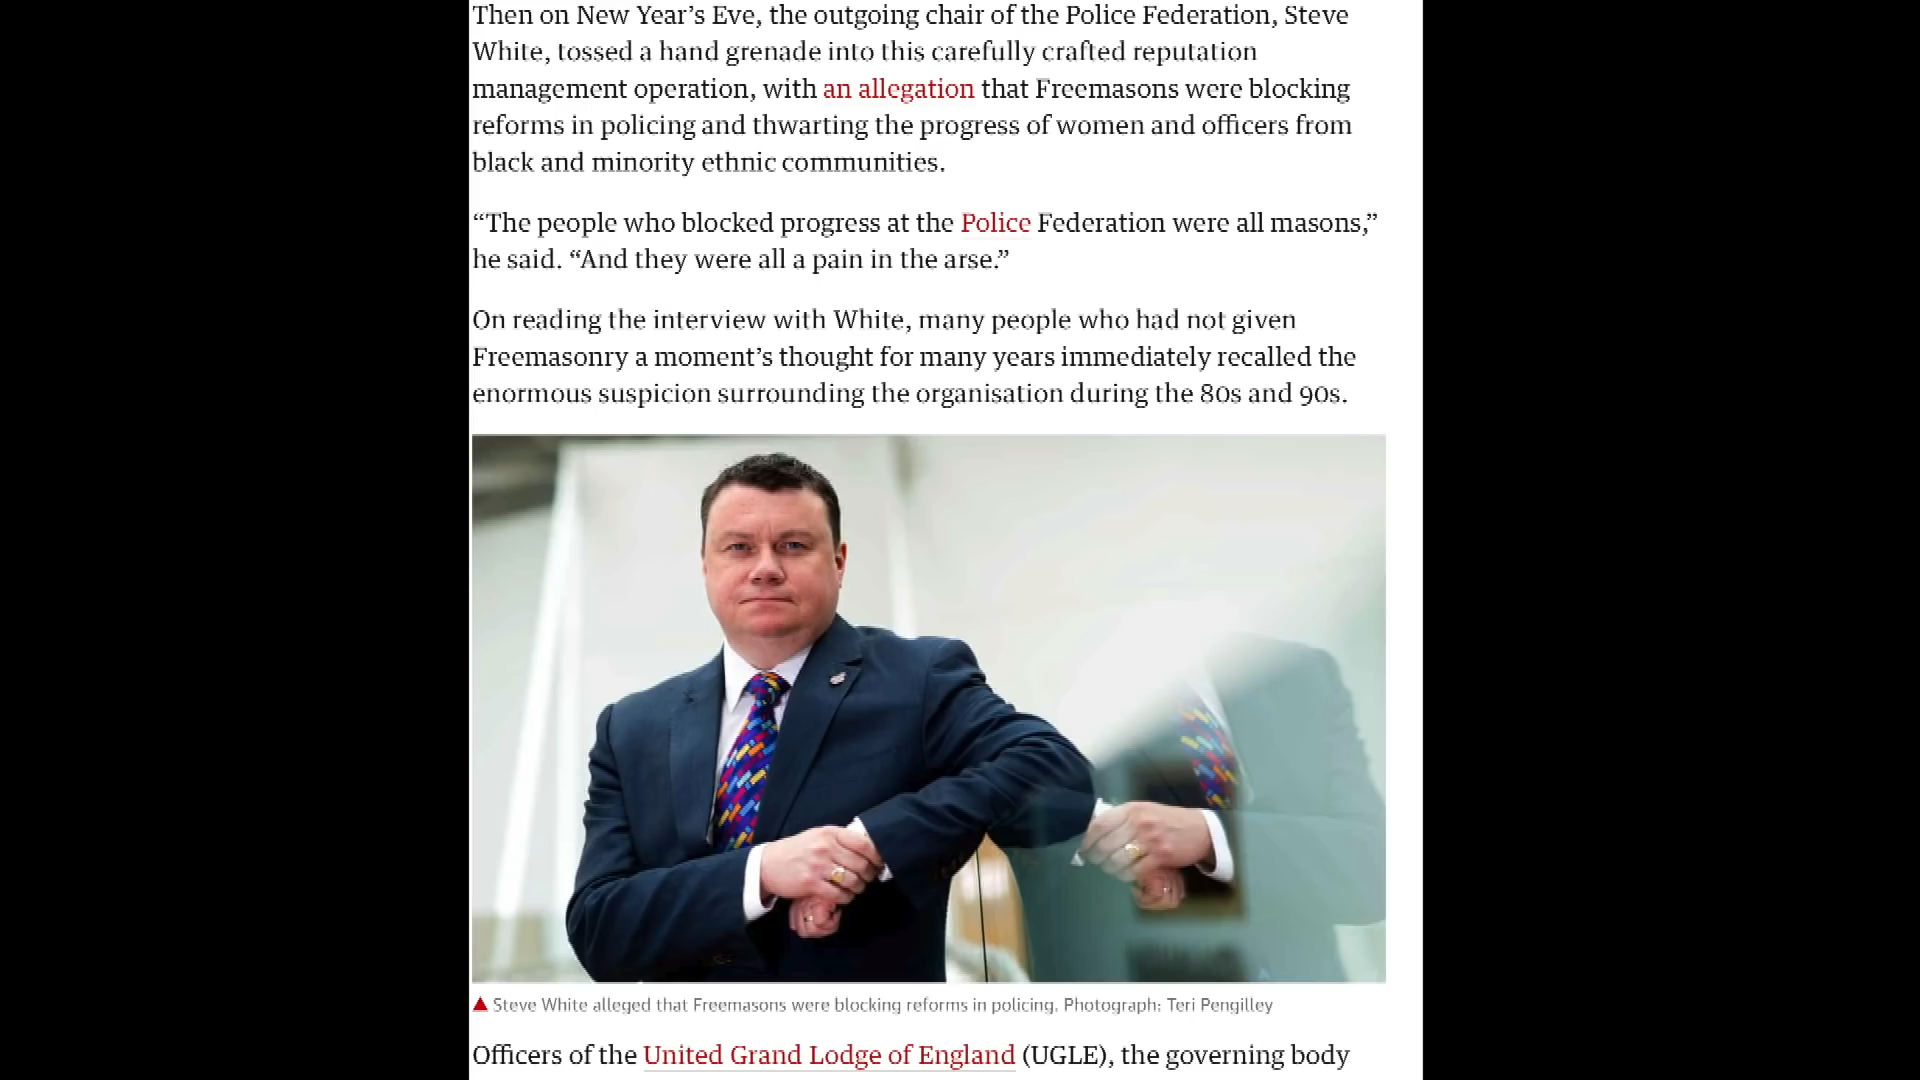 Then on New Year’s Eve, the outgoing chair of the Police Federation, Steve
White, tossed a hand grenade into this carefully crafted reputation
management operation, with an allegation that Freemasons were blocking
reforms in policing and thwarting the progress of women and officers from
black and minority ethnic communities.
“The people who blocked progress at the Police Federation were all masons,”
he said. “And they were all a pain in the arse.”
On reading the interview with White, many people who had not given
Freemasonry a moment’s thought for many years immediately recalled the
enormous suspicion surrounding the organisation during the 80s and 90s.
Steve White alleged that Freemasons were blocking reforms in policing. Photograph: Teri Pengilley
Officers of the United Grand Lodge of England (UGLE), the governing body